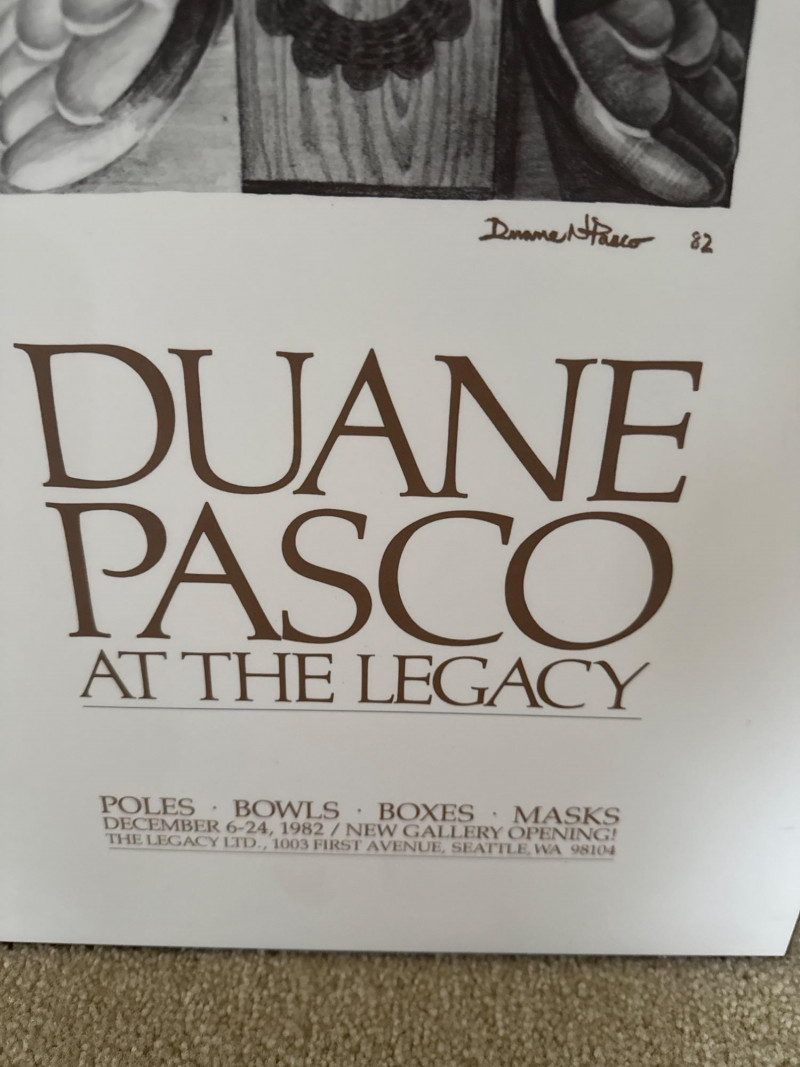 Duane N Pasco 82
DUANE
PASCO
AT THE LEGACY
POLES · BOWLS · BOXES · MASKS
DECEMBER 6-24, 1982 / NEW GALLERY OPENING!
THE LEGACY LTD., 1003 FIRST AVENUE, SEATTLE, WA 98104